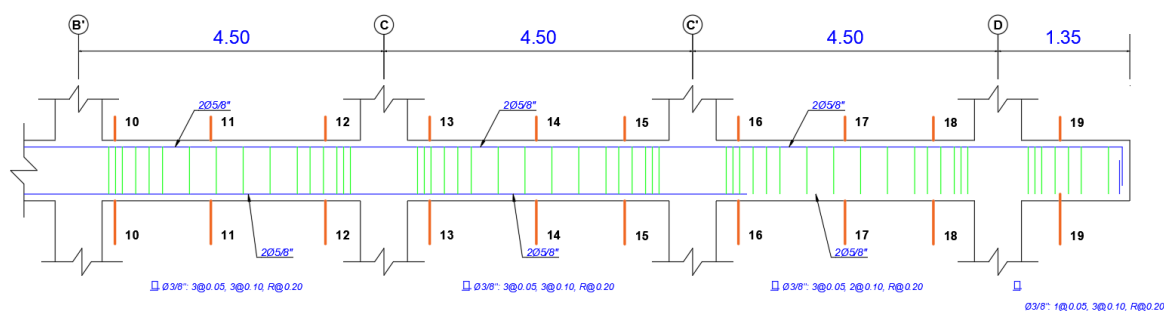 B' C C' D
4.50 4.50 4.50 1.35
2Ø5/8" 2Ø5/8" 2Ø5/8"
10 11 12 13 14 15 16 17 18 19
10 11 12 13 14 15 16 17 18 19
2Ø5/8" 2Ø5/8" 2Ø5/8"
Ø3/8": 3@0.05, 3@0.10, R@0.20 Ø3/8": 3@0.05, 3@0.10, R@0.20 Ø3/8": 3@0.05, 2@0.10, R@0.20
Ø3/8": 1@0.05, 3@0.10, R@0.20